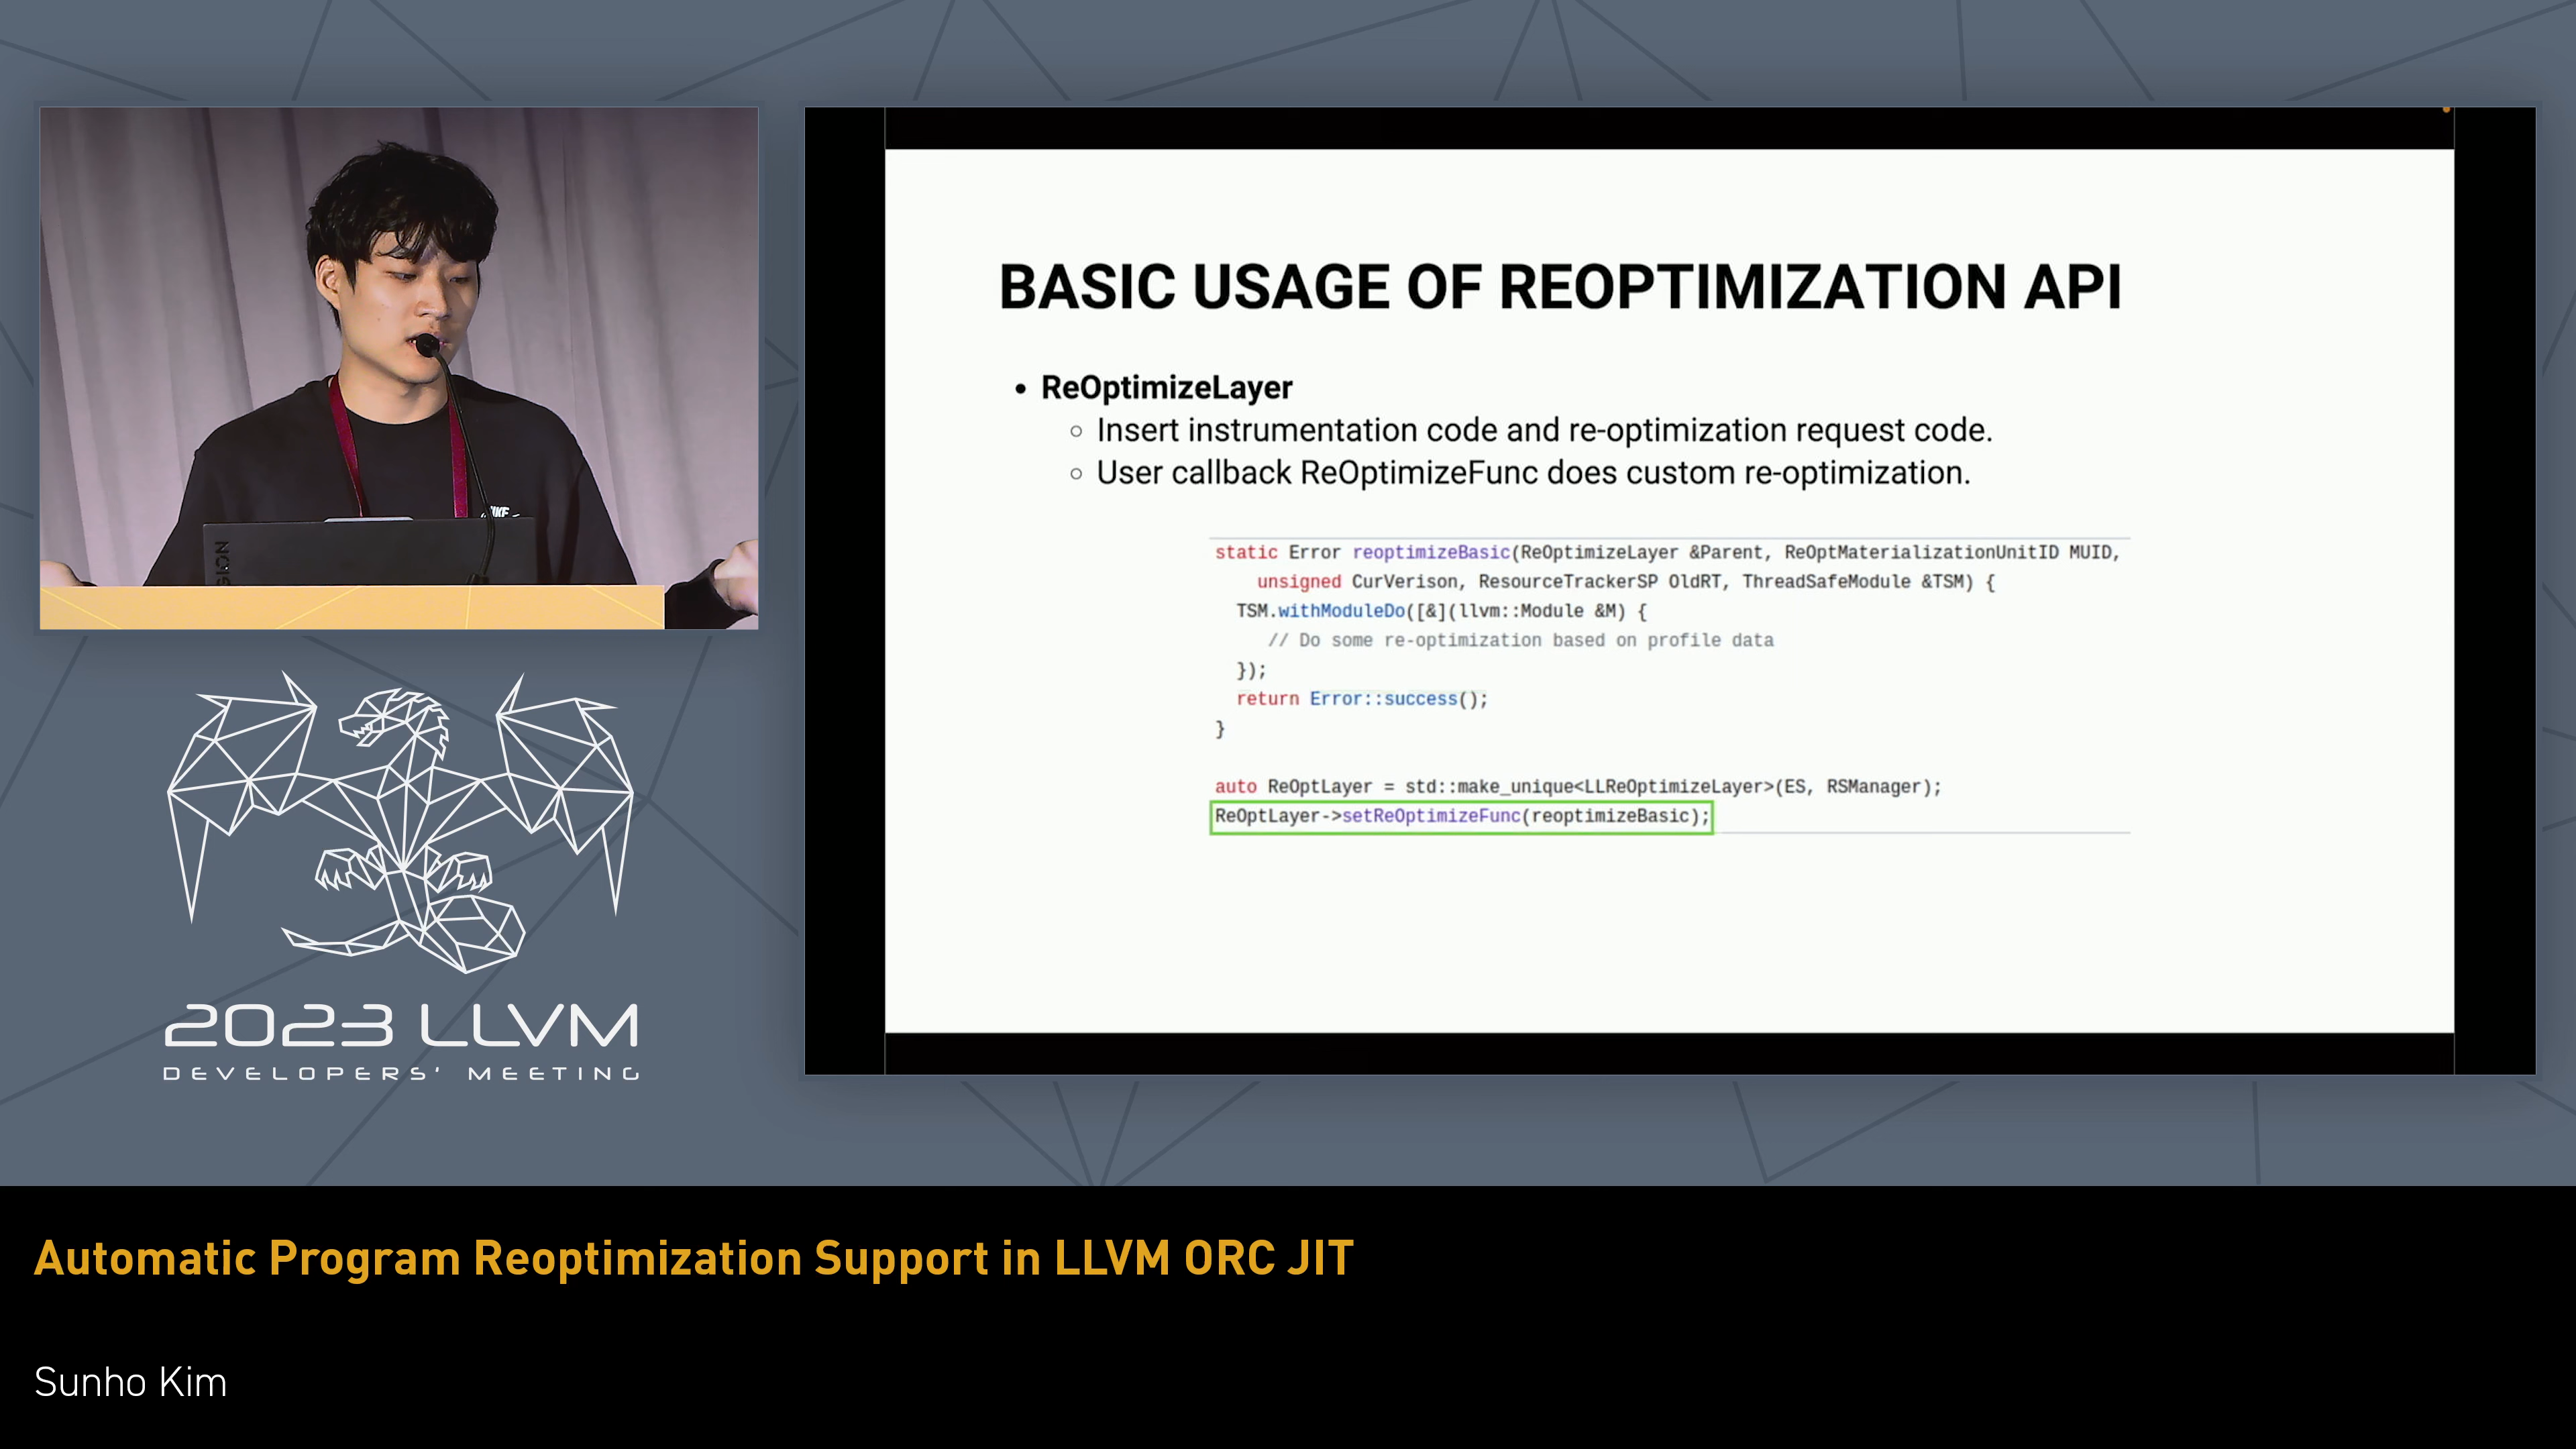 BASIC USAGE OF REOPTIMIZATION API
• ReOptimizeLayer
○ Insert instrumentation code and re-optimization request code.
○ User callback ReOptimizeFunc does custom re-optimization.
static Error reoptimizeBasic(ReOptimizeLayer &Parent, ReOptMaterializationUnitID MUID,
unsigned CurVerison, ResourceTrackerSP OldRT, ThreadSafeModule &TSM) {
TSM.withModuleDo([&](llvm::Module &M) {
// Do some re-optimization based on profile data
});
return Error::success();
}
auto ReOptLayer = std::make_unique<LLReOptimizeLayer>(ES, RSManager);
ReOptLayer->setReOptimizeFunc(reoptimizeBasic);
2023 LLVM
DEVELOPERS' MEETING
Automatic Program Reoptimization Support in LLVM ORC JIT
Sunho Kim